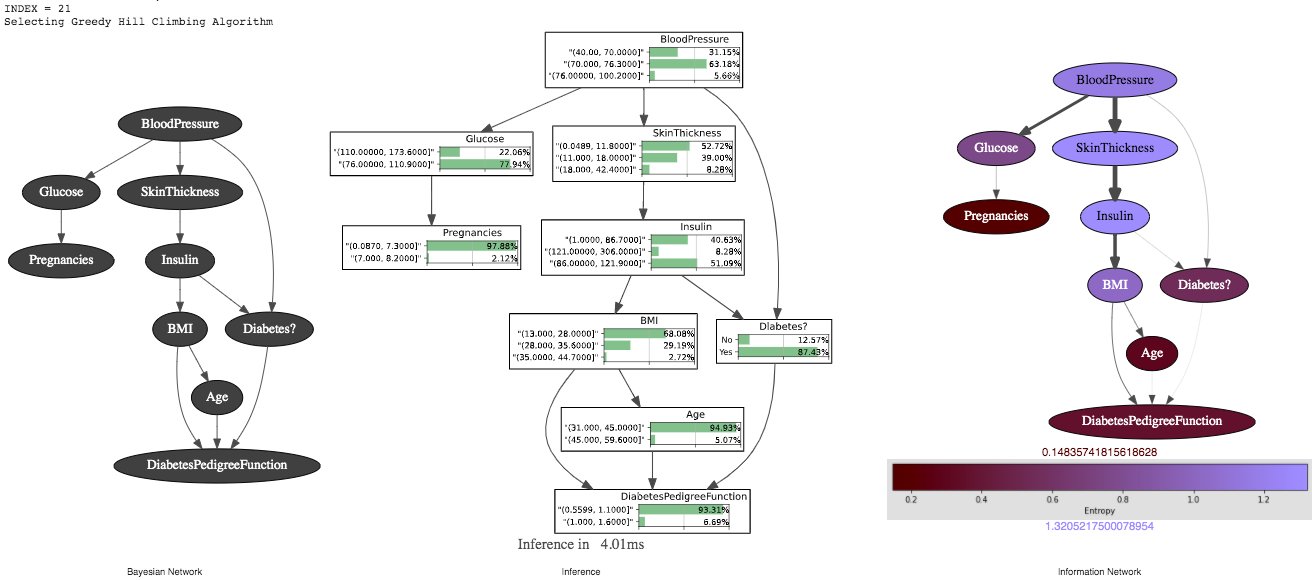 INDEX = 21
Selecting Greedy Hill Climbing Algorithm
BloodPressure
Glucose
SkinThickness
Pregnancies
Insulin
BMI
Diabetes?
Age
DiabetesPedigreeFunction
Bayesian Network
BloodPressure
"(40.00, 70.0000]" 31.15%
"(70.000, 76.3000]" 63.18%
"(76.00000, 100.2000]" 5.66%
Glucose
"(110.00000, 173.6000]" 22.06%
"(76.00000, 110.9000]" 77.94%
SkinThickness
"(0.0489, 11.8000]" 52.72%
"(11.000, 18.0000]" 39.00%
"(18.000, 42.4000]" 8.28%
Pregnancies
"(0.0870, 7.3000]" 97.88%
"(7.000, 8.2000]" 2.12%
Insulin
"(1.0000, 86.7000]" 40.63%
"(121.00000, 306.0000]" 8.28%
"(86.00000, 121.9000]" 51.09%
BMI
"(13.000, 28.0000]" 68.08%
"(28.000, 35.6000]" 29.19%
"(35.0000, 44.7000]" 2.72%
Diabetes?
No 12.57%
Yes 87.43%
Age
"(31.000, 45.0000]" 94.93%
"(45.000, 59.6000]" 5.07%
DiabetesPedigreeFunction
"(0.5599, 1.1000]" 93.31%
"(1.000, 1.6000]" 6.69%
Inference in 4.01ms
Inference
BloodPressure
Glucose
SkinThickness
Pregnancies
Insulin
BMI
Diabetes?
Age
DiabetesPedigreeFunction
0.14835741815618628
0.2 0.4 0.6 0.8 1.0 1.2
Entropy
1.3205217500078954
Information Network